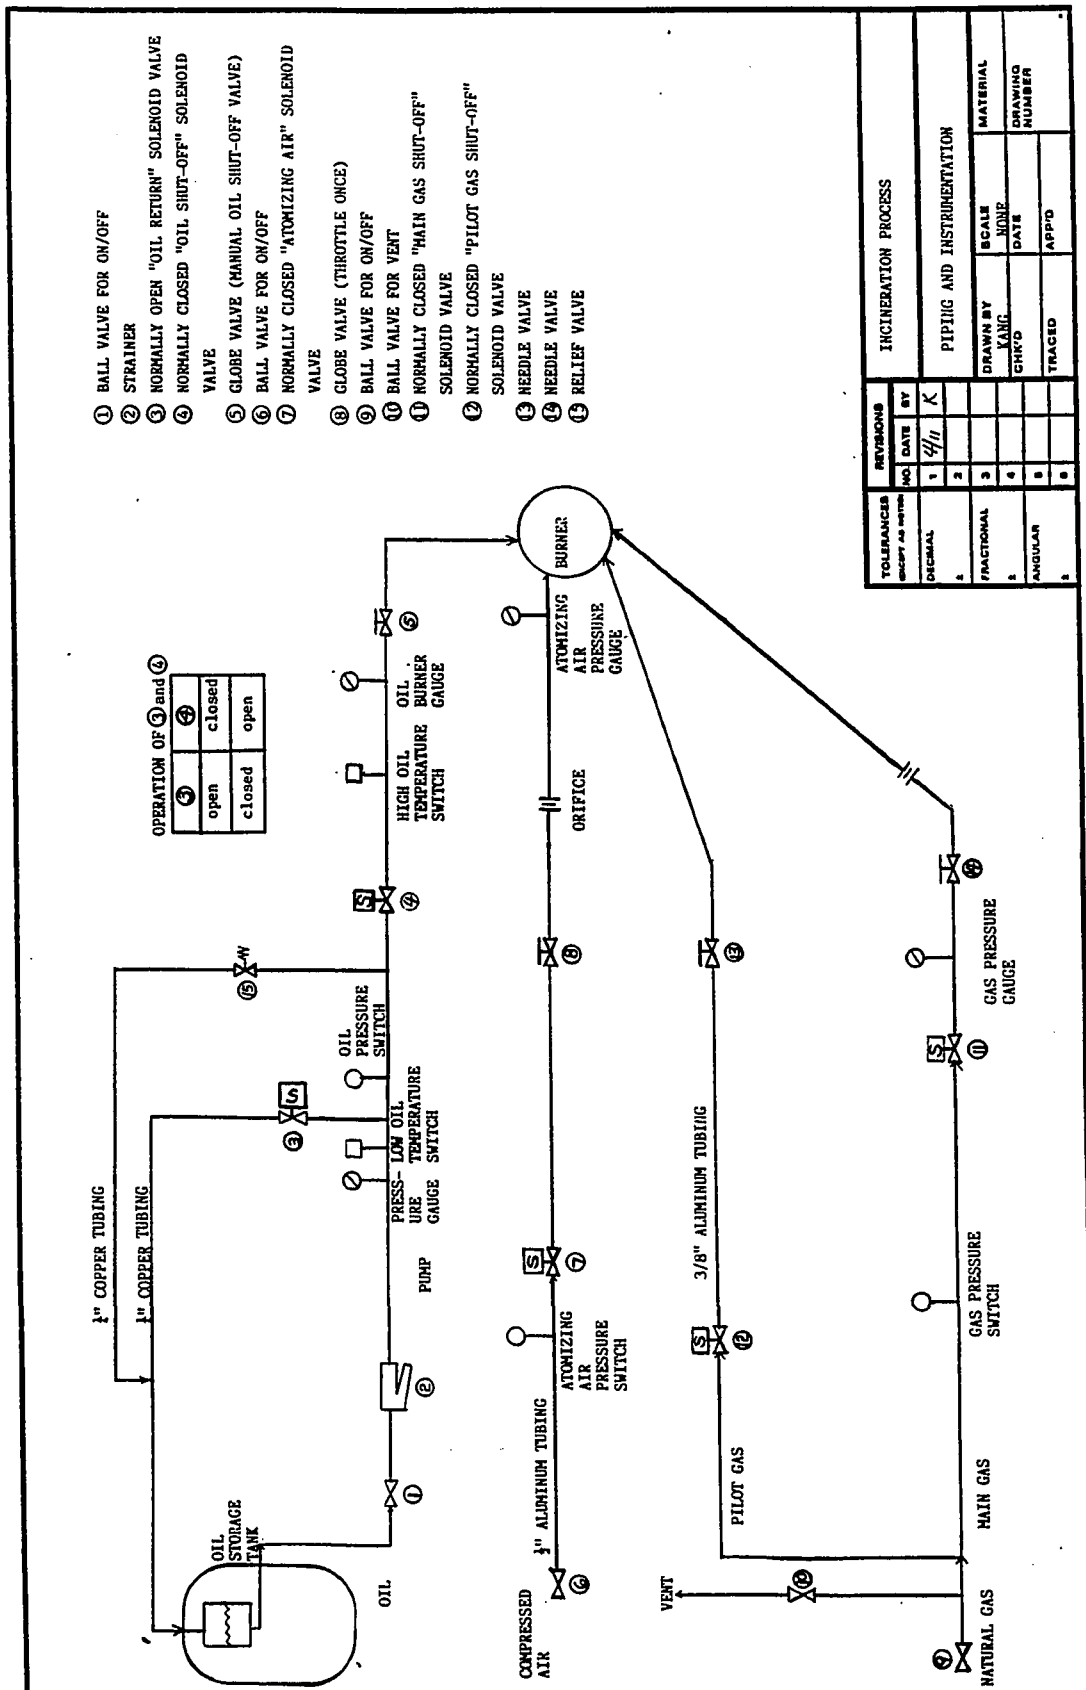 ① BALL VALVE FOR ON/OFF
② STRAINER
③ NORMALLY OPEN "OIL RETURN" SOLENOID VALVE
④ NORMALLY CLOSED "OIL SHUT-OFF" SOLENOID
VALVE
⑤ GLOBE VALVE (MANUAL OIL SHUT-OFF VALVE)
⑥ BALL VALVE FOR ON/OFF
⑦ NORMALLY CLOSED "ATOMIZING AIR" SOLENOID
VALVE
⑧ GLOBE VALVE (THROTTLE ONCE)
⑨ BALL VALVE FOR ON/OFF
⑩ BALL VALVE FOR VENT
⑪ NORMALLY CLOSED "MAIN GAS SHUT-OFF"
SOLENOID VALVE
⑫ NORMALLY CLOSED "PILOT GAS SHUT-OFF"
SOLENOID VALVE
⑬ NEEDLE VALVE
⑭ NEEDLE VALVE
⑮ RELIEF VALVE
OPERATION OF ③ and ④
③ ④
open closed
closed open
½" COPPER TUBING
½" COPPER TUBING
OIL
STORAGE
TANK
OIL
①
②
PUMP
PRESS-
URE
GAUGE
LOW OIL
TEMPERATURE
SWITCH
S
③
OIL
PRESSURE
SWITCH
⑮
S
④
HIGH OIL
TEMPERATURE
SWITCH
OIL
BURNER
GAUGE
⑤
BURNER
COMPRESSED
AIR
⑥
½" ALUMINUM TUBING
ATOMIZING
AIR
PRESSURE
SWITCH
S
⑦
⑧
ORIFICE
ATOMIZING
AIR
PRESSURE
GAUGE
VENT
⑩
PILOT GAS
S
⑫
3/8" ALUMINUM TUBING
⑬
⑨
NATURAL GAS
MAIN GAS
GAS PRESSURE
SWITCH
S
⑪
GAS PRESSURE
GAUGE
⑭
TOLERANCES
(EXCEPT AS NOTED)
DECIMAL
±
FRACTIONAL
±
ANGULAR
±
REVISIONS
NO. DATE BY
1 4/11 K
2
3
4
5
6
INCINERATION PROCESS
PIPING AND INSTRUMENTATION
DRAWN BY
KANG
SCALE
NONE
MATERIAL
CHK'D
DATE
DRAWING
NUMBER
TRACED
APP'D